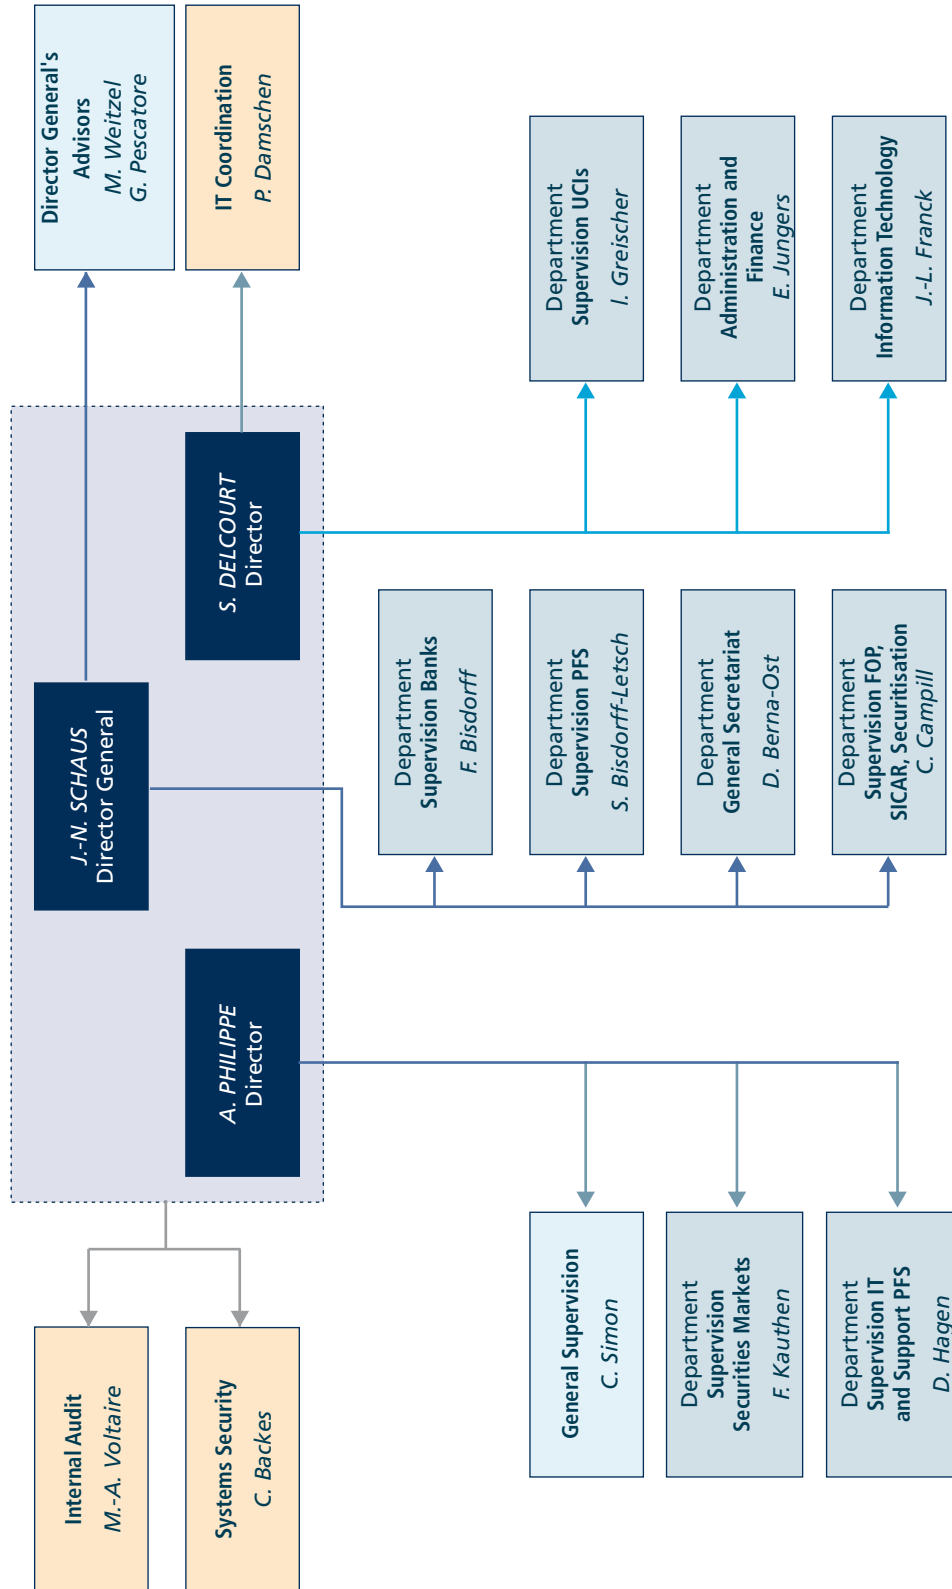 Internal Audit
M.-A. Voltaire
Systems Security
C. Backes
J.-N. SCHAUS
Director General
A. PHILIPPE
Director
S. DELCOURT
Director
Director General's
Advisors
M. Weitzel
G. Pescatore
IT Coordination
P. Damschen
General Supervision
C. Simon
Department
Supervision
Securities Markets
F. Kauthen
Department
Supervision IT
and Support PFS
D. Hagen
Department
Supervision Banks
F. Bisdorff
Department
Supervision PFS
S. Bisdorff-Letsch
Department
General Secretariat
D. Berna-Ost
Department
Supervision FOP,
SICAR, Securitisation
C. Campill
Department
Supervision UCIs
I. Greischer
Department
Administration and
Finance
E. Jungers
Department
Information Technology
J.-L. Franck